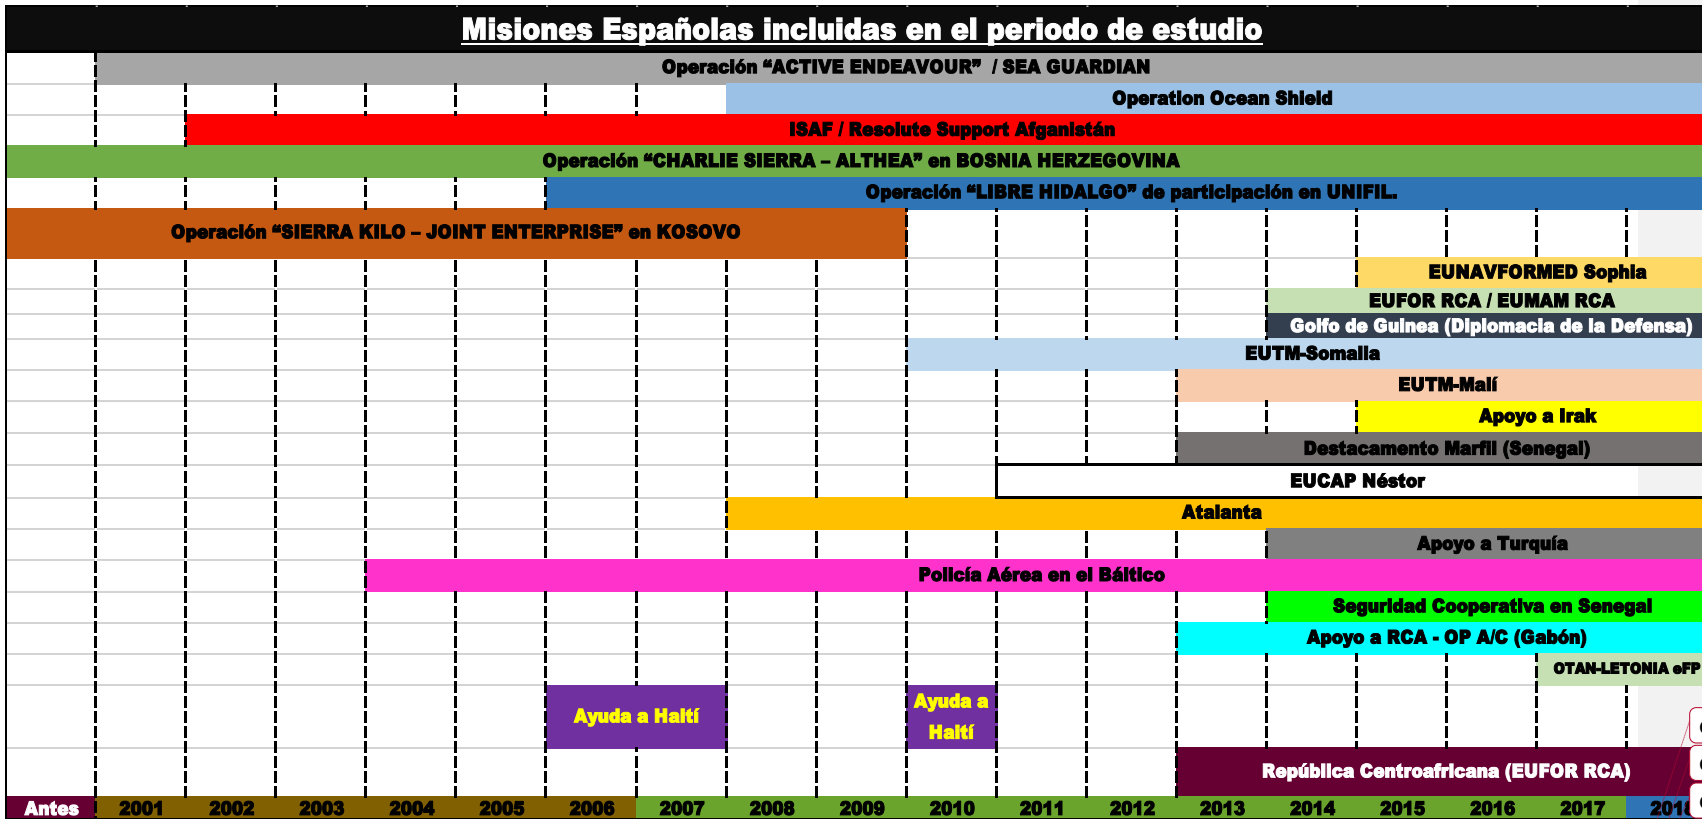 Misiones Españolas incluidas en el periodo de estudio
Operación “ACTIVE ENDEAVOUR” / SEA GUARDIAN
Operation Ocean Shield
ISAF / Resolute Support Afganistán
Operación “CHARLIE SIERRA – ALTHEA” en BOSNIA HERZEGOVINA
Operación “LIBRE HIDALGO” de participación en UNIFIL.
Operación “SIERRA KILO – JOINT ENTERPRISE” en KOSOVO
EUNAVFORMED Sophia
EUFOR RCA / EUMAM RCA
Golfo de Guinea (Diplomacia de la Defensa)
EUTM-Somalia
EUTM-Malí
Apoyo a Irak
Destacamento Marfil (Senegal)
EUCAP Néstor
Atalanta
Apoyo a Turquía
Policía Aérea en el Báltico
Seguridad Cooperativa en Senegal
Apoyo a RCA - OP A/C (Gabón)
OTAN-LETONIA eFP
Ayuda a Haití
Ayuda a
Haití
República Centroafricana (EUFOR RCA)
Antes 2001 2002 2003 2004 2005 2006 2007 2008 2009 2010 2011 2012 2013 2014 2015 2016 2017 2018